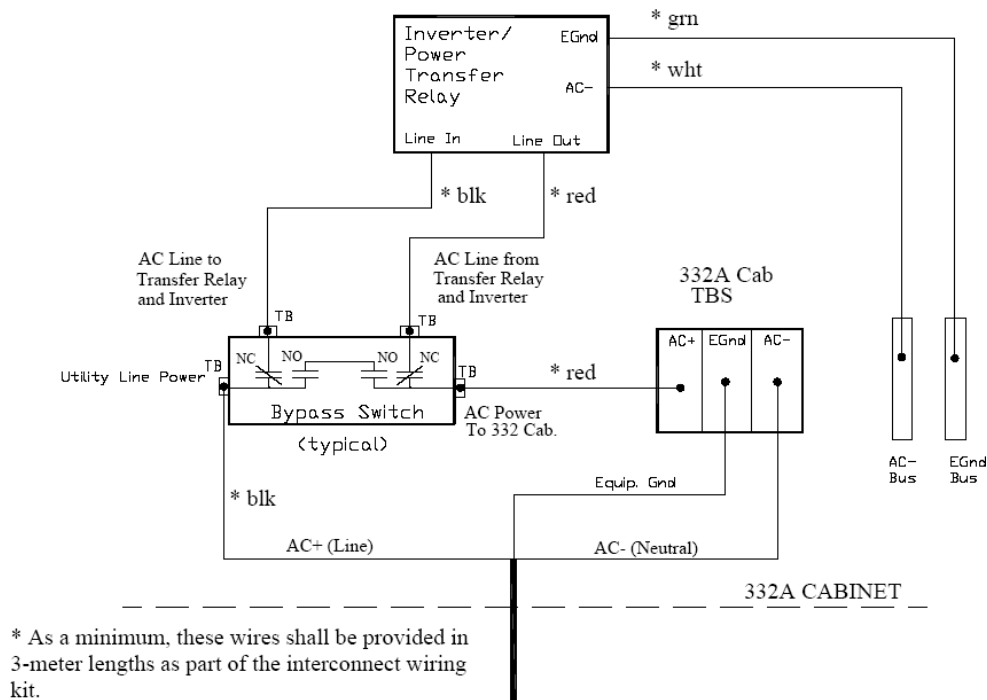 * grn
Inverter/
Power
Transfer
Relay
EGnd
* wht
AC-
Line In
Line Out
* blk
* red
AC Line to
Transfer Relay
and Inverter
AC Line from
Transfer Relay
and Inverter
332A Cab
TBS
TB
TB
TB
NC
NO
NO
NC
TB
AC+
EGnd
AC-
Utility Line Power
* red
Bypass Switch
(typical)
AC Power
To 332 Cab.
AC-
Bus
EGnd
Bus
Equip. Gnd
* blk
AC+ (Line)
AC- (Neutral)
332A CABINET
* As a minimum, these wires shall be provided in
3-meter lengths as part of the interconnect wiring
kit.